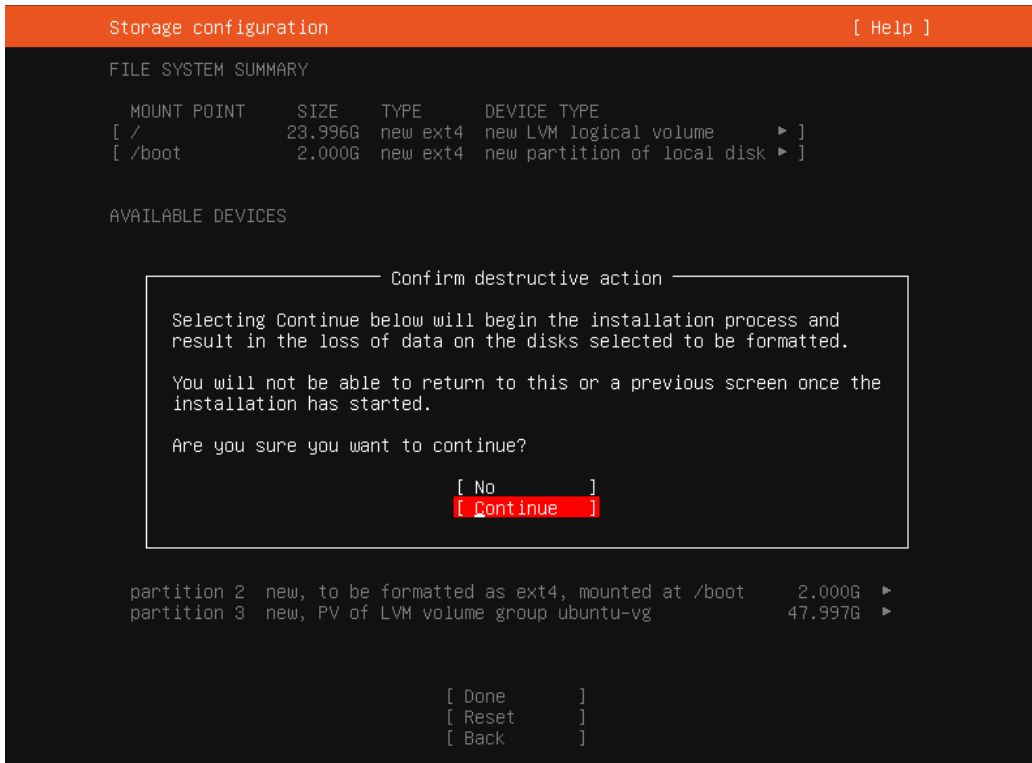 Storage configuration [ Help ]
FILE SYSTEM SUMMARY
MOUNT POINT SIZE TYPE DEVICE TYPE
[ / 23.996G new ext4 new LVM logical volume ▸ ]
[ /boot 2.000G new ext4 new partition of local disk ▸ ]
AVAILABLE DEVICES
Confirm destructive action
Selecting Continue below will begin the installation process and
result in the loss of data on the disks selected to be formatted.
You will not be able to return to this or a previous screen once the
installation has started.
Are you sure you want to continue?
[ No ]
[ Continue ]
partition 2 new, to be formatted as ext4, mounted at /boot 2.000G ▸
partition 3 new, PV of LVM volume group ubuntu-vg 47.997G ▸
[ Done ]
[ Reset ]
[ Back ]